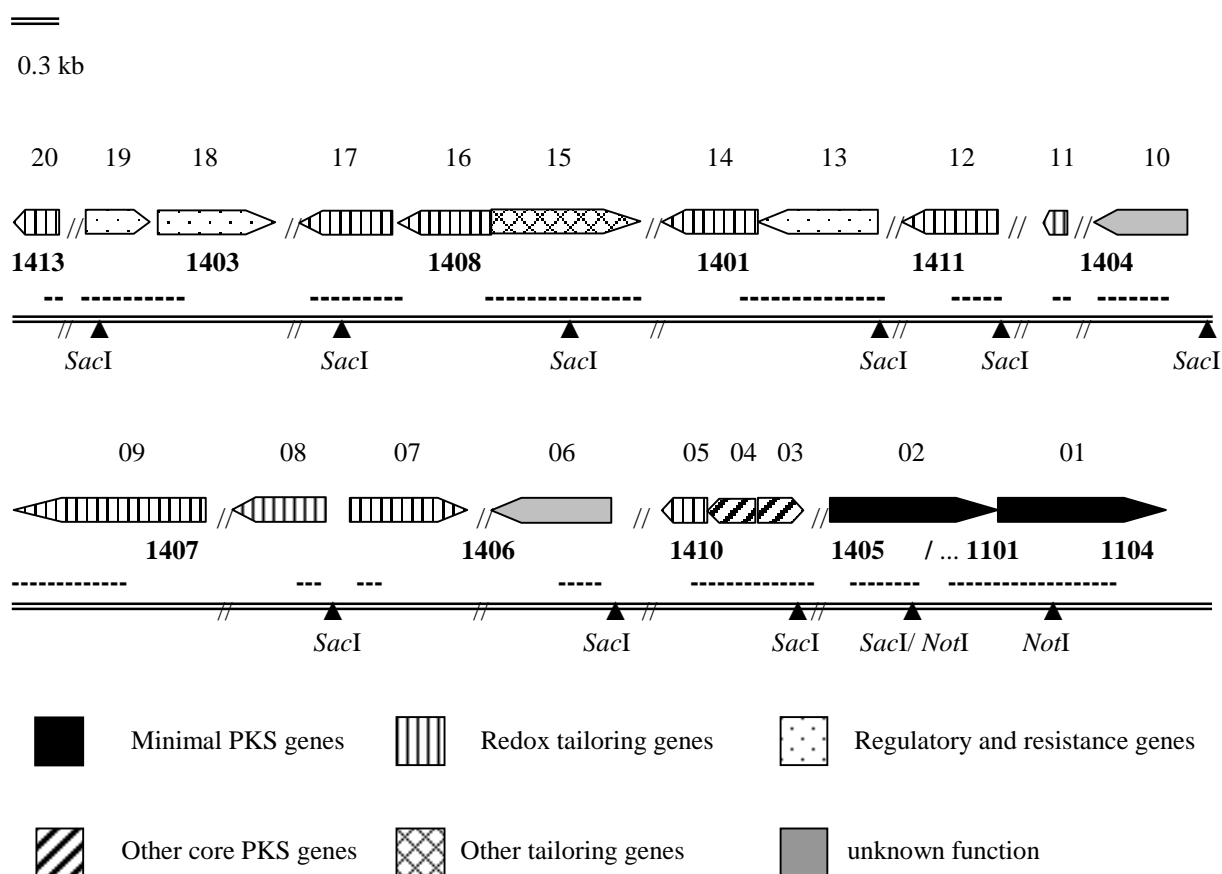 0.3 kb
20 19 18 17 16 15 14 13 12 11 10
// // // // // //
1413 1403 1408 1401 1411 1404
// // // // // //
SacI SacI SacI SacI SacI SacI
09 08 07 06 05 04 03 02 01
// // // //
1407 1406 1410 1405 / ... 1101 1104
// // // //
SacI SacI SacI SacI/ NotI NotI
Minimal PKS genes Redox tailoring genes Regulatory and resistance genes
Other core PKS genes Other tailoring genes unknown function